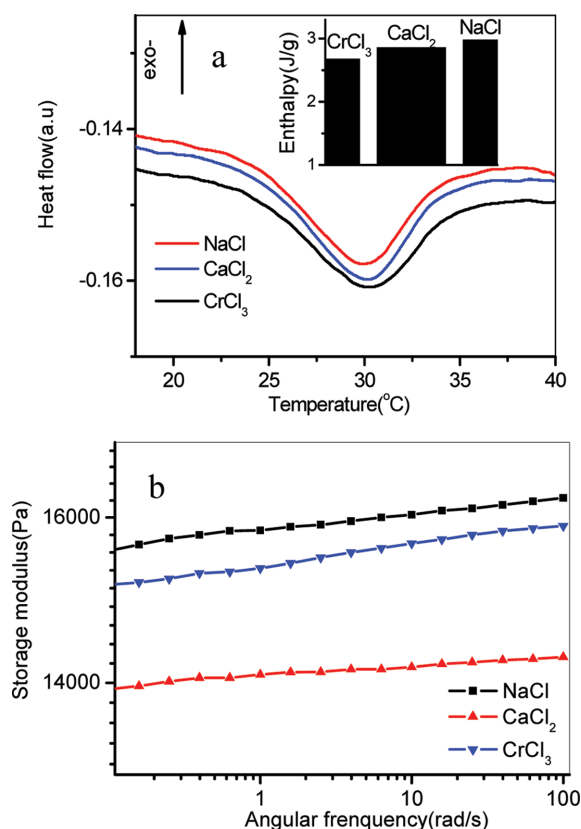 exo-
a
Enthalpy(J/g)
3
2
1
CrCl3
CaCl2
NaCl
Heat flow(a.u)
-0.14
-0.16
NaCl
CaCl2
CrCl3
20 25 30 35 40
Temperature(oC)
b
Storage modulus(Pa)
16000
14000
NaCl
CaCl2
CrCl3
1 10 100
Angular frenquency(rad/s)